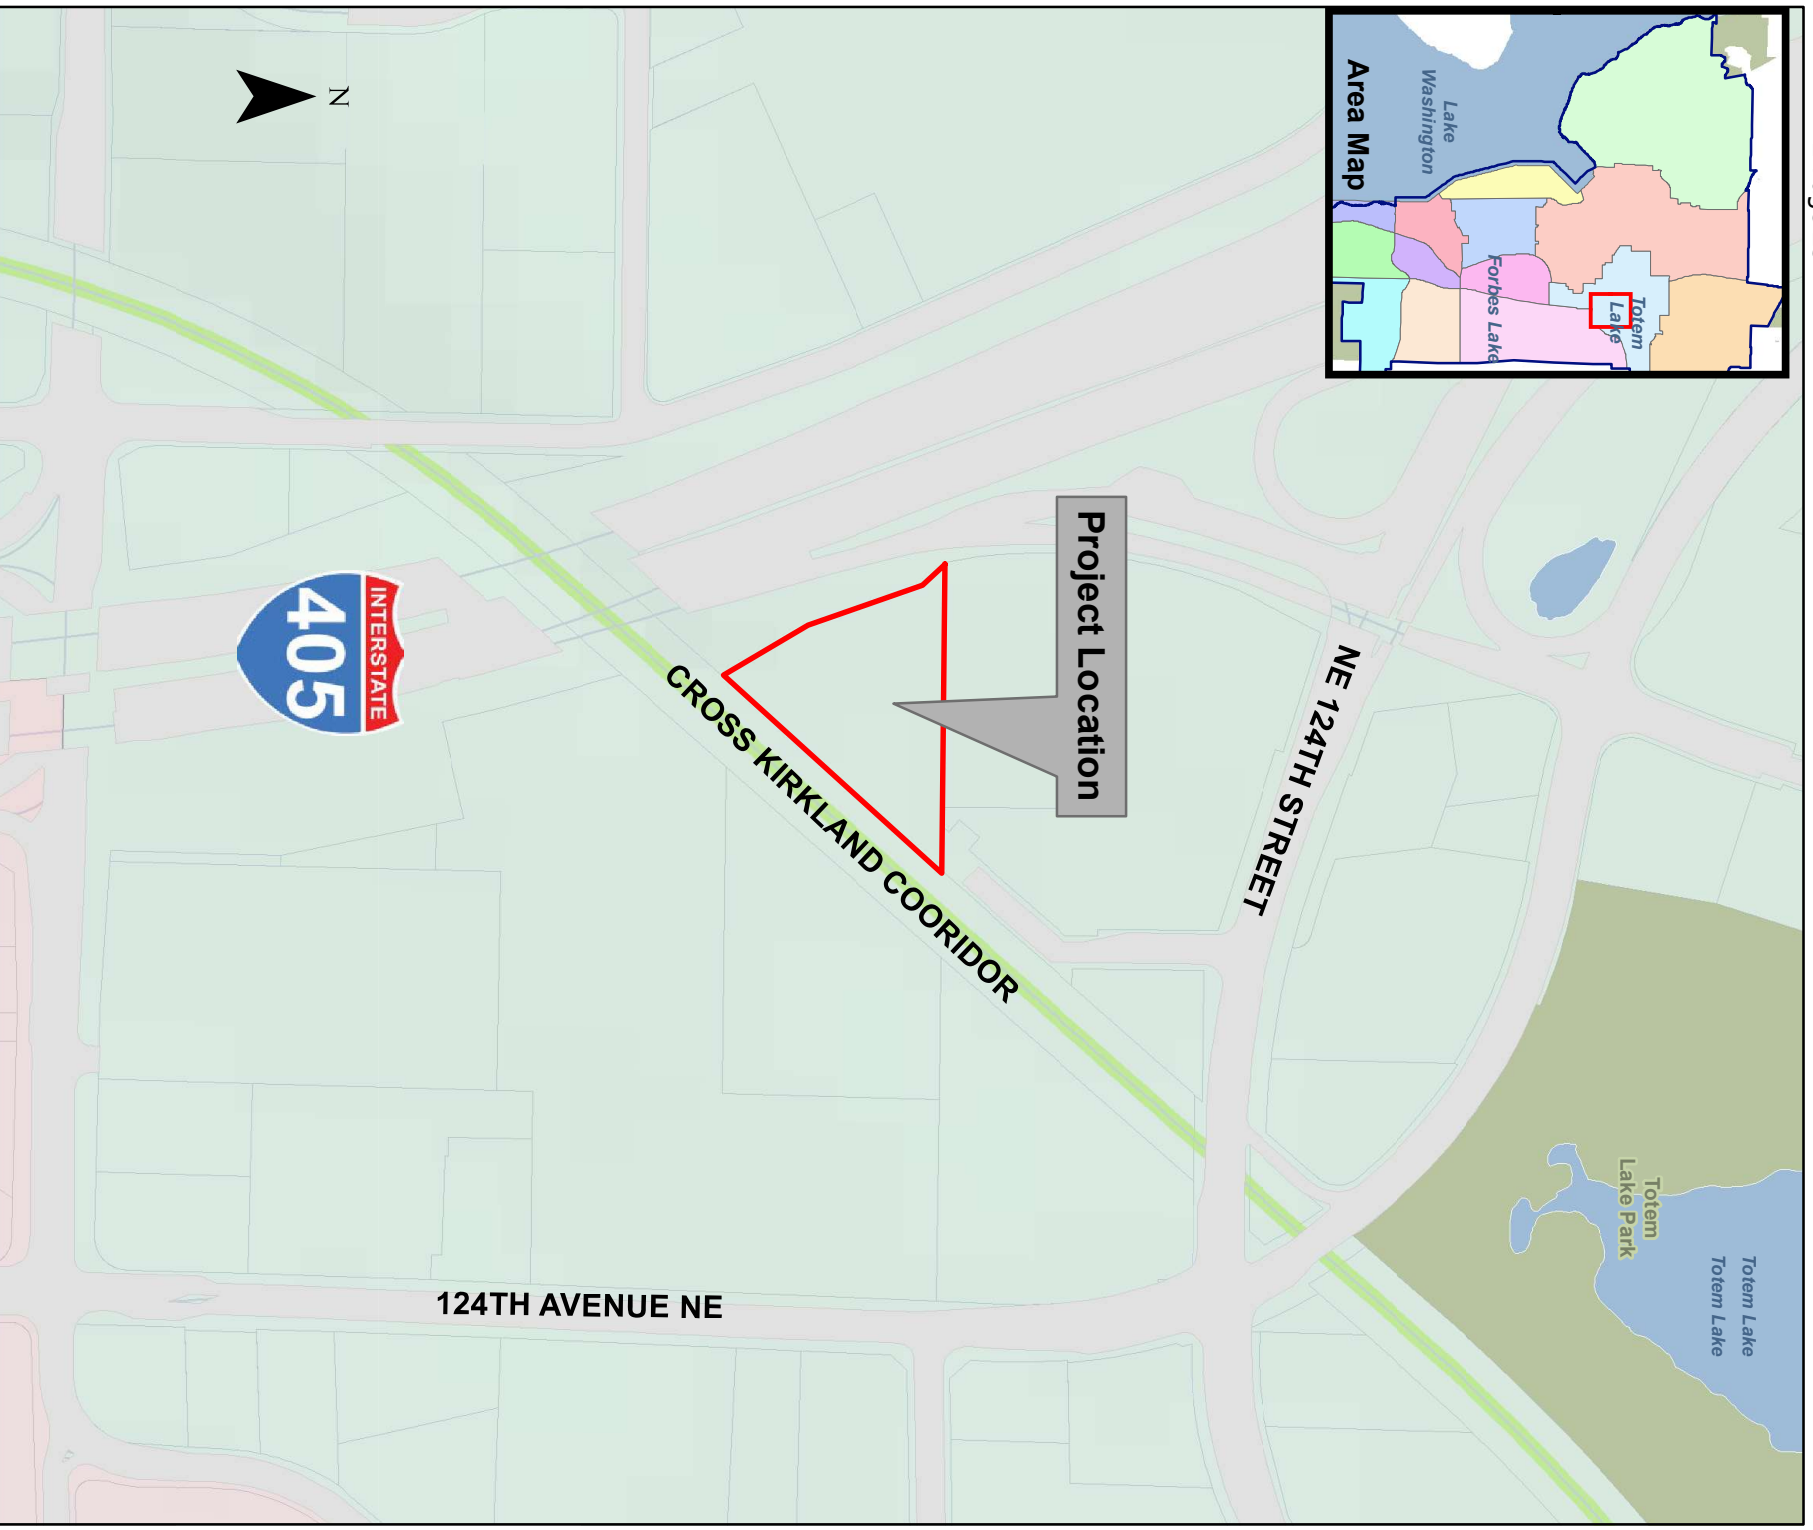 Area Map
Lake
Washington
Forbes Lake
Totem
Lake
N
Project Location
INTERSTATE
405
NE 124TH STREET
CROSS KIRKLAND COORIDOR
124TH AVENUE NE
Totem
Lake Park
Totem Lake
Totem Lake